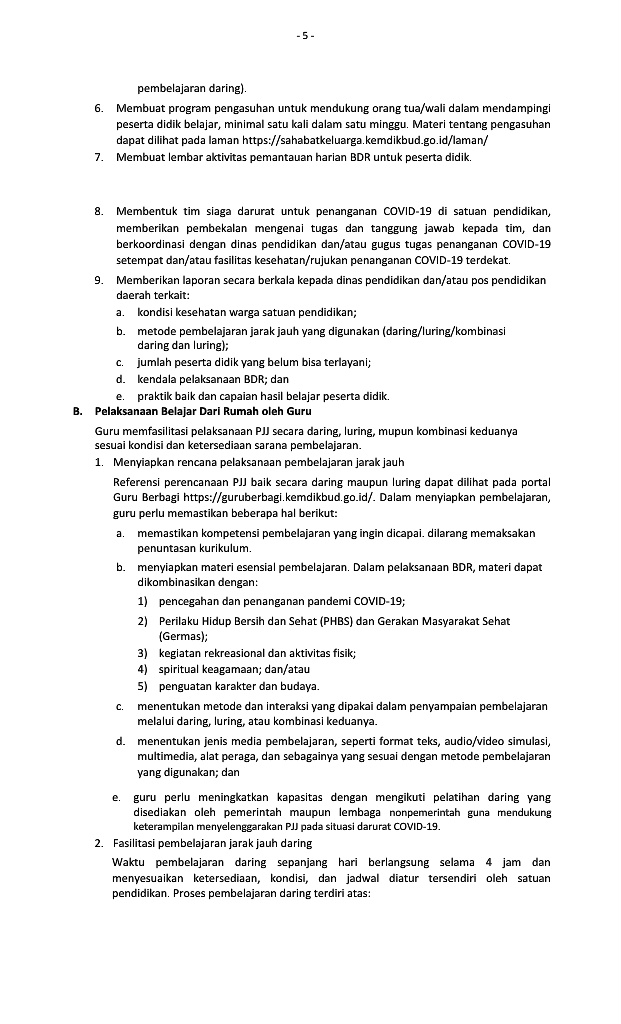 - 5 -
pembelajaran daring).
6. Membuat program pengasuhan untuk mendukung orang tua/wali dalam mendampingi
peserta didik belajar, minimal satu kali dalam satu minggu. Materi tentang pengasuhan
dapat dilihat pada laman https://sahabatkeluarga.kemdikbud.go.id/laman/
7. Membuat lembar aktivitas pemantauan harian BDR untuk peserta didik.
8. Membentuk tim siaga darurat untuk penanganan COVID-19 di satuan pendidikan,
memberikan pembekalan mengenai tugas dan tanggung jawab kepada tim, dan
berkoordinasi dengan dinas pendidikan dan/atau gugus tugas penanganan COVID-19
setempat dan/atau fasilitas kesehatan/rujukan penanganan COVID-19 terdekat.
9. Memberikan laporan secara berkala kepada dinas pendidikan dan/atau pos pendidikan
daerah terkait:
a. kondisi kesehatan warga satuan pendidikan;
b. metode pembelajaran jarak jauh yang digunakan (daring/luring/kombinasi
daring dan luring);
c. jumlah peserta didik yang belum bisa terlayani;
d. kendala pelaksanaan BDR; dan
e. praktik baik dan capaian hasil belajar peserta didik.
B. Pelaksanaan Belajar Dari Rumah oleh Guru
Guru memfasilitasi pelaksanaan PJJ secara daring, luring, mupun kombinasi keduanya
sesuai kondisi dan ketersediaan sarana pembelajaran.
1. Menyiapkan rencana pelaksanaan pembelajaran jarak jauh
Referensi perencanaan PJJ baik secara daring maupun luring dapat dilihat pada portal
Guru Berbagi https://guruberbagi.kemdikbud.go.id/. Dalam menyiapkan pembelajaran,
guru perlu memastikan beberapa hal berikut:
a. memastikan kompetensi pembelajaran yang ingin dicapai. dilarang memaksakan
penuntasan kurikulum.
b. menyiapkan materi esensial pembelajaran. Dalam pelaksanaan BDR, materi dapat
dikombinasikan dengan:
1) pencegahan dan penanganan pandemi COVID-19;
2) Perilaku Hidup Bersih dan Sehat (PHBS) dan Gerakan Masyarakat Sehat
(Germas);
3) kegiatan rekreasional dan aktivitas fisik;
4) spiritual keagamaan; dan/atau
5) penguatan karakter dan budaya.
c. menentukan metode dan interaksi yang dipakai dalam penyampaian pembelajaran
melalui daring, luring, atau kombinasi keduanya.
d. menentukan jenis media pembelajaran, seperti format teks, audio/video simulasi,
multimedia, alat peraga, dan sebagainya yang sesuai dengan metode pembelajaran
yang digunakan; dan
e. guru perlu meningkatkan kapasitas dengan mengikuti pelatihan daring yang
disediakan oleh pemerintah maupun lembaga nonpemerintah guna mendukung
keterampilan menyelenggarakan PJJ pada situasi darurat COVID-19.
2. Fasilitasi pembelajaran jarak jauh daring
Waktu pembelajaran daring sepanjang hari berlangsung selama 4 jam dan
menyesuaikan ketersediaan, kondisi, dan jadwal diatur tersendiri oleh satuan
pendidikan. Proses pembelajaran daring terdiri atas: